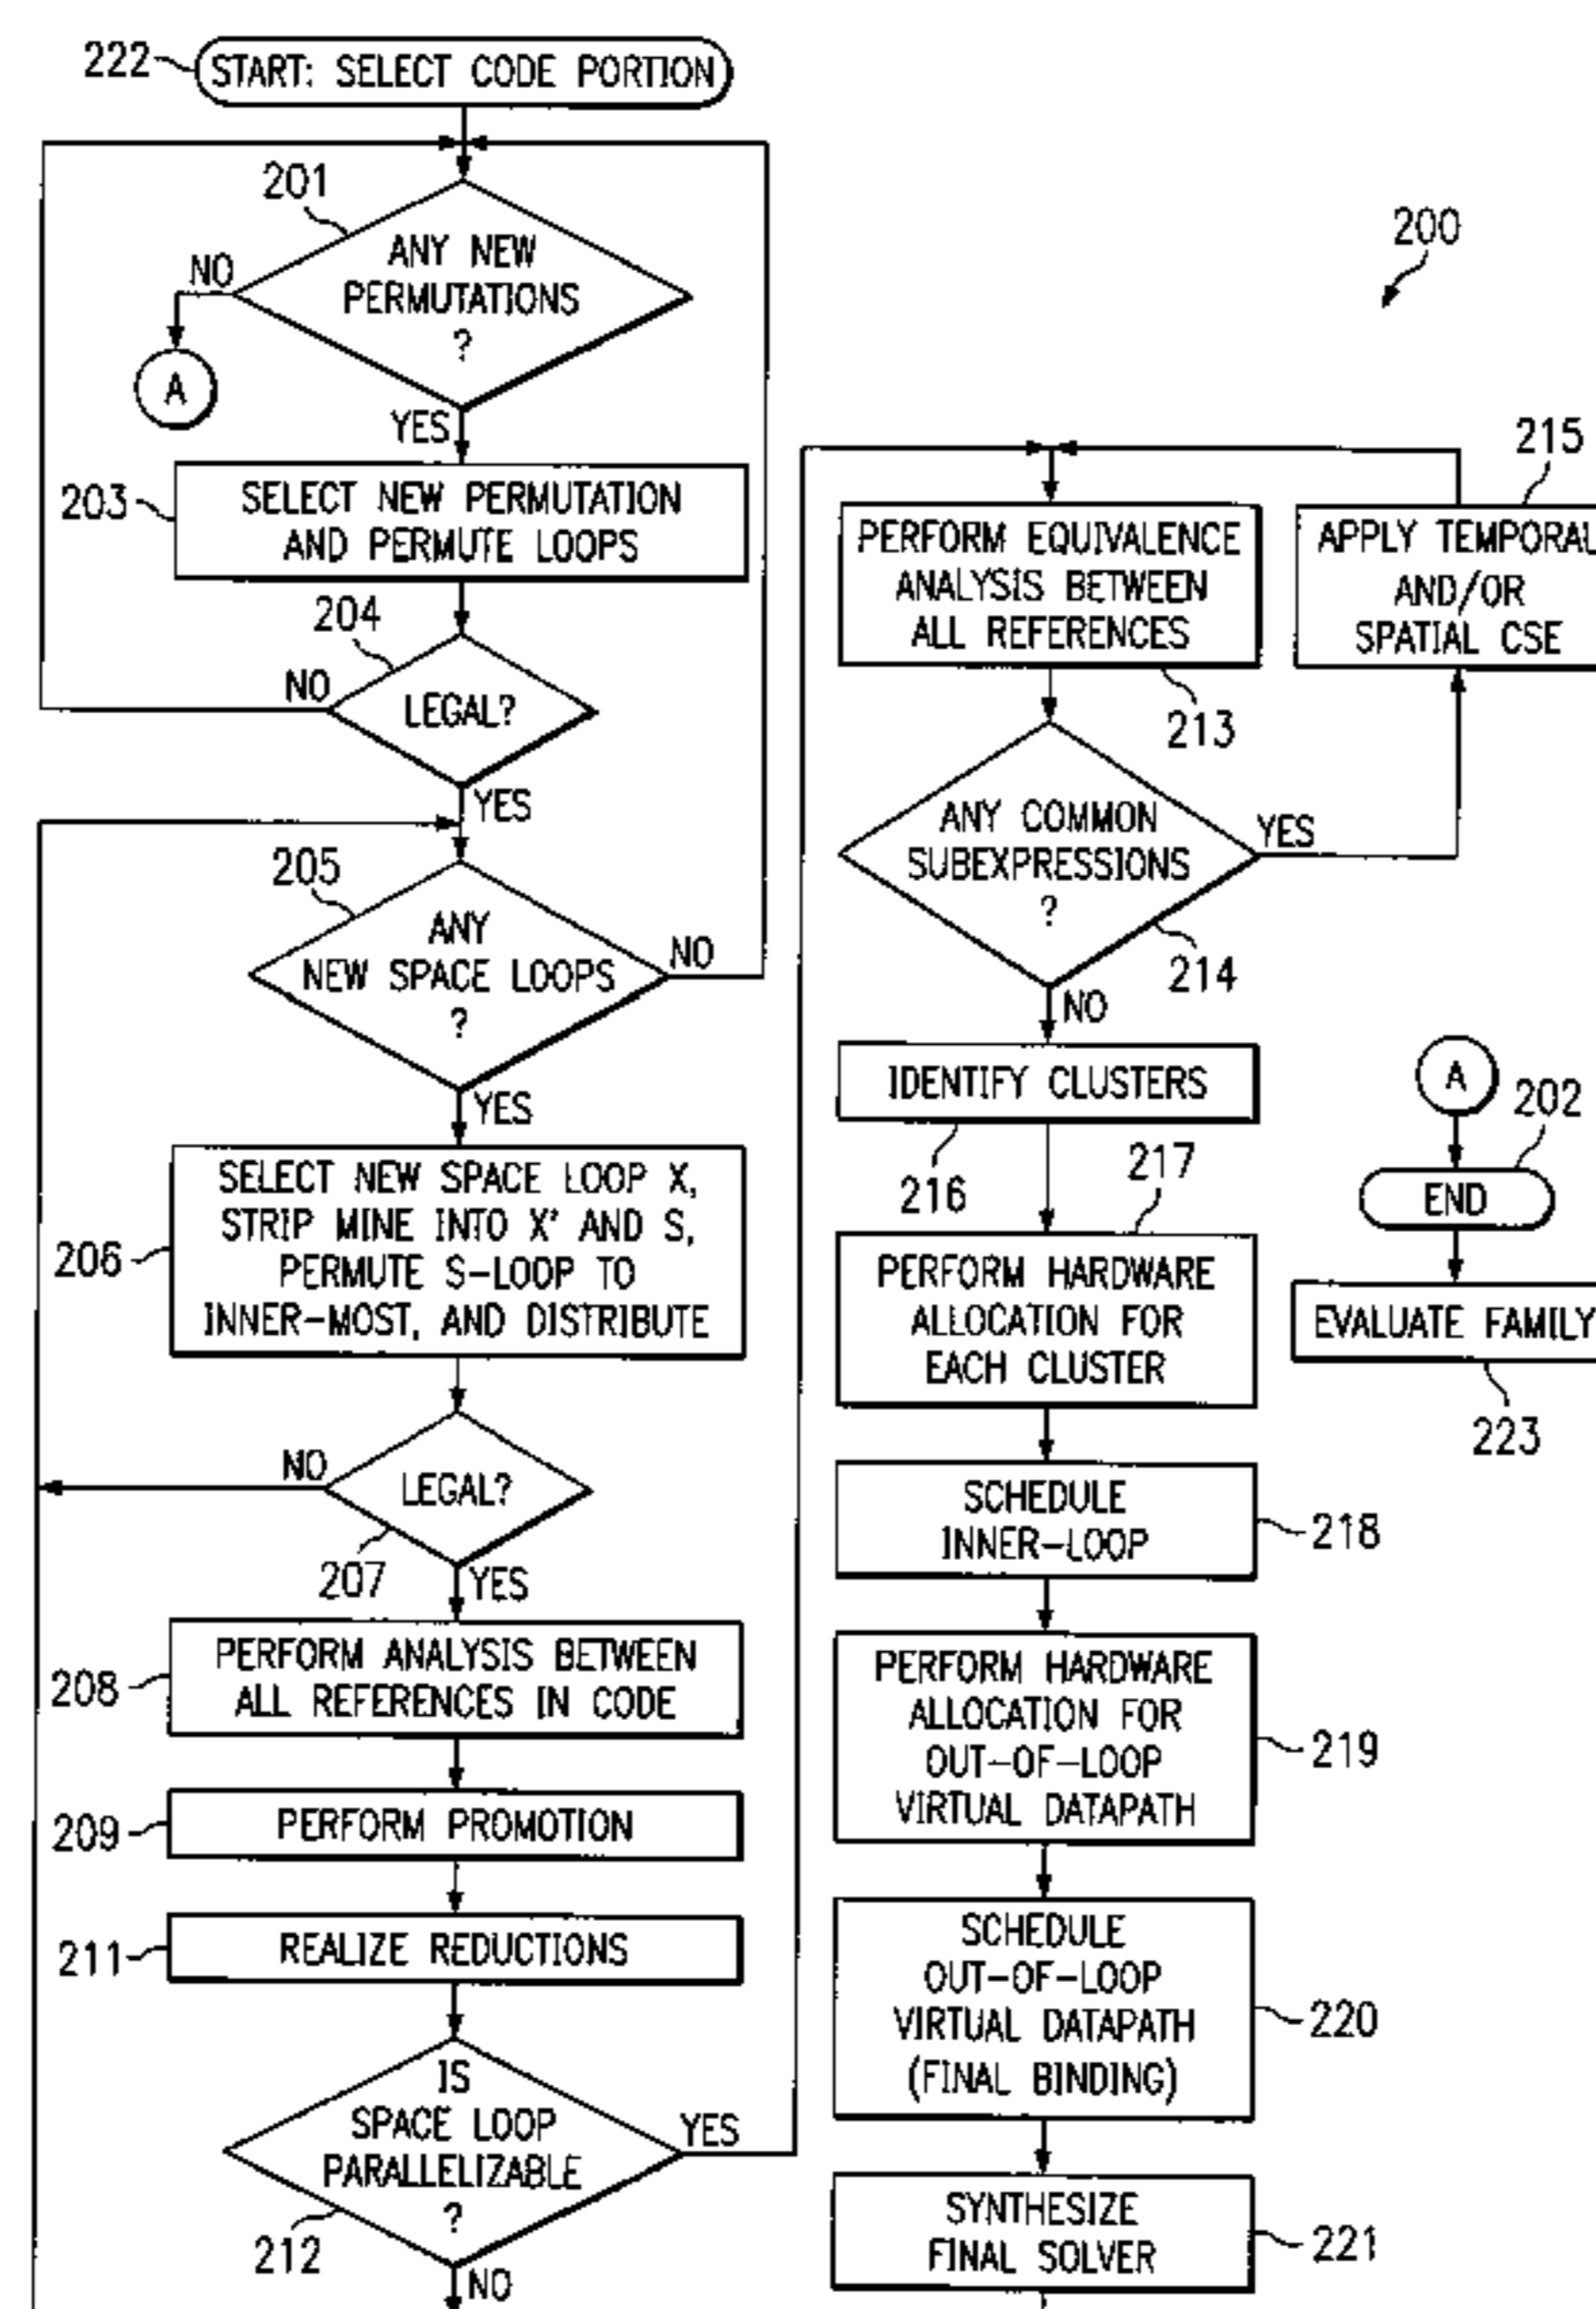 222
START: SELECT CODE PORTION
201
ANY NEW
PERMUTATIONS
?
NO
A
YES
203
SELECT NEW PERMUTATION
AND PERMUTE LOOPS
204
NO
LEGAL?
YES
205
ANY
NEW SPACE LOOPS
?
NO
YES
206
SELECT NEW SPACE LOOP X,
STRIP MINE INTO X' AND S,
PERMUTE S-LOOP TO
INNER-MOST, AND DISTRIBUTE
NO
LEGAL?
207
YES
208
PERFORM ANALYSIS BETWEEN
ALL REFERENCES IN CODE
209
PERFORM PROMOTION
211
REALIZE REDUCTIONS
IS
SPACE LOOP
PARALLELIZABLE
?
YES
212
NO
200
215
PERFORM EQUIVALENCE
ANALYSIS BETWEEN
ALL REFERENCES
213
APPLY TEMPORAL
AND/OR
SPATIAL CSE
ANY COMMON
SUBEXPRESSIONS
?
YES
214
NO
IDENTIFY CLUSTERS
216
217
PERFORM HARDWARE
ALLOCATION FOR
EACH CLUSTER
SCHEDULE
INNER-LOOP
218
PERFORM HARDWARE
ALLOCATION FOR
OUT-OF-LOOP
VIRTUAL DATAPATH
219
SCHEDULE
OUT-OF-LOOP
VIRTUAL DATAPATH
(FINAL BINDING)
220
SYNTHESIZE
FINAL SOLVER
221
A
202
END
EVALUATE FAMILY
223